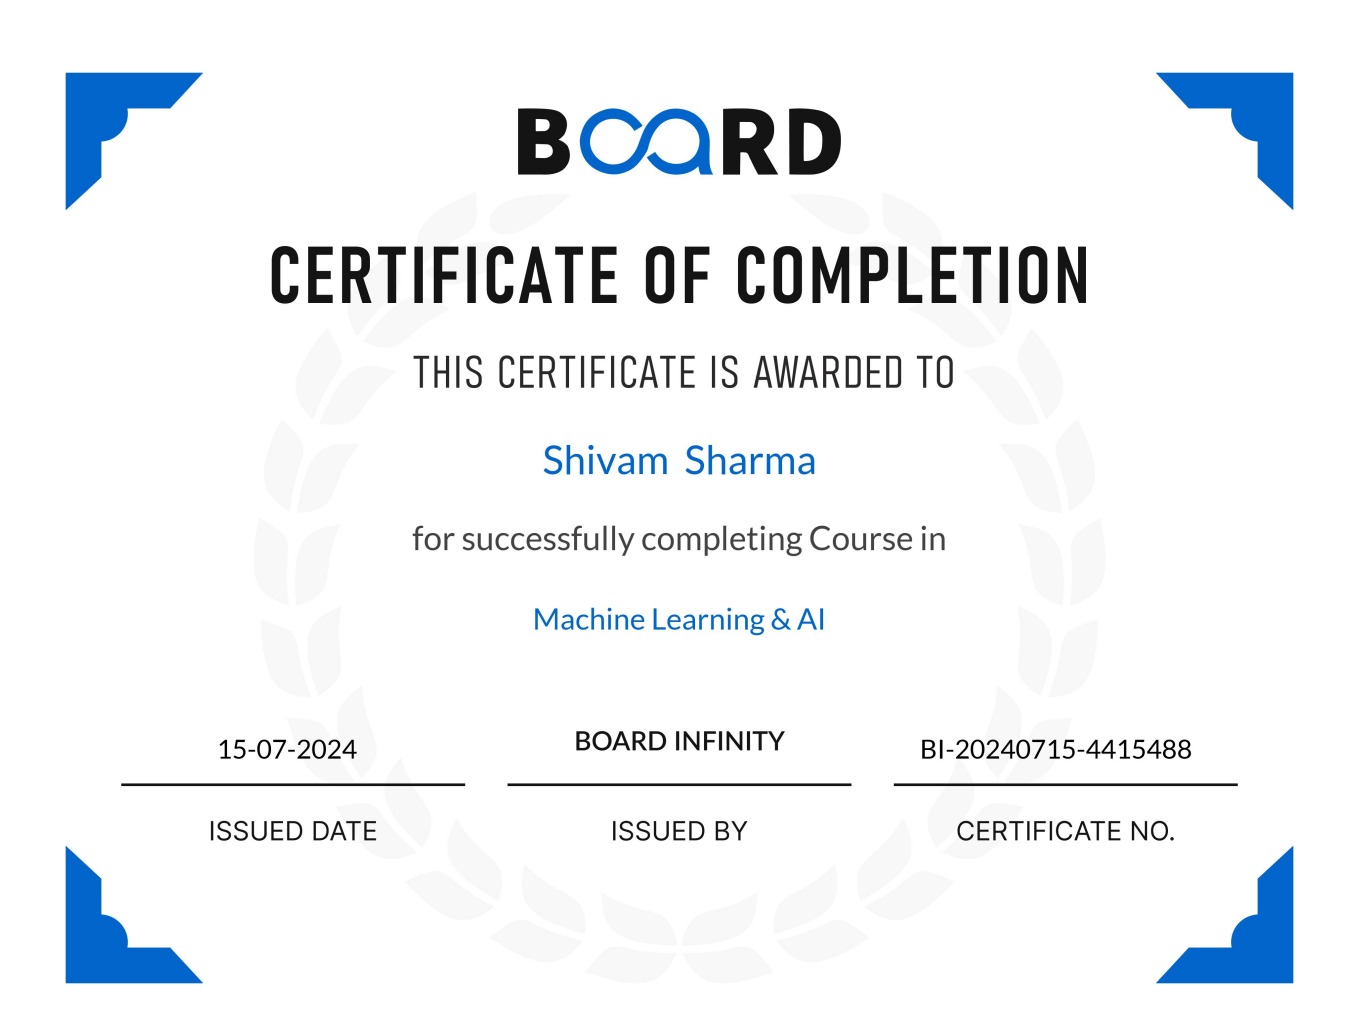 BOARD
CERTIFICATE OF COMPLETION
THIS CERTIFICATE IS AWARDED TO
Shivam Sharma
for successfully completing Course in
Machine Learning & AI
15-07-2024
ISSUED DATE
BOARD INFINITY
ISSUED BY
BI-20240715-4415488
CERTIFICATE NO.